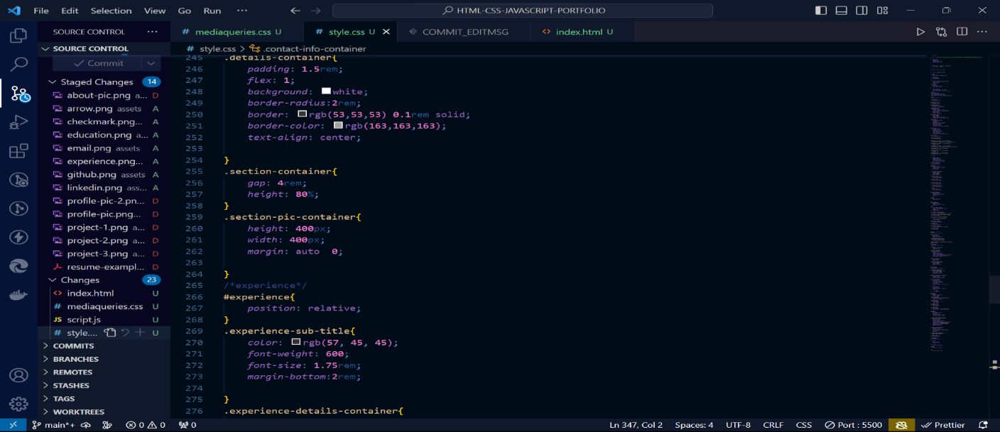 File Edit Selection View Go Run ··· HTML-CSS-JAVASCRIPT-PORTFOLIO
SOURCE CONTROL ···
# mediaqueries.css U # style.css U COMMIT_EDITMSG <> index.html U ···
SOURCE CONTROL
Commit
Staged Changes 14
about-pic.png a... D
arrow.png assets A
checkmark.png... A
education.png a... A
email.png assets A
experience.png... A
github.png assets A
linkedin.png ass... A
profile-pic-2.pn... D
profile-pic.png... D
project-1.png a... D
project-2.png a... D
project-3.png a... D
resume-exampl... D
Changes 23
<> index.html U
# mediaqueries.css U
JS script.js U
# style.... U
COMMITS
BRANCHES
REMOTES
STASHES
TAGS
WORKTREES
# style.css > .contact-info-container
245 .details-container{
246 padding: 1.5rem;
247 flex: 1;
248 background: white;
249 border-radius:2rem;
250 border: rgb(53,53,53) 0.1rem solid;
251 border-color: rgb(163,163,163);
252 text-align: center;
253
254 }
255 .section-container{
256 gap: 4rem;
257 height: 80%;
258 }
259 .section-pic-container{
260 height: 400px;
261 width: 400px;
262 margin: auto 0;
263
264 }
265 /*experience*/
266 #experience{
267 position: relative;
268 }
269 .experience-sub-title{
270 color: rgb(57, 45, 45);
271 font-weight: 600;
272 font-size: 1.75rem;
273 margin-bottom:2rem;
274
275 }
276 .experience-details-container{
main*+ 0 0 0 Ln 347, Col 2 Spaces: 4 UTF-8 CRLF CSS Port : 5500 Prettier